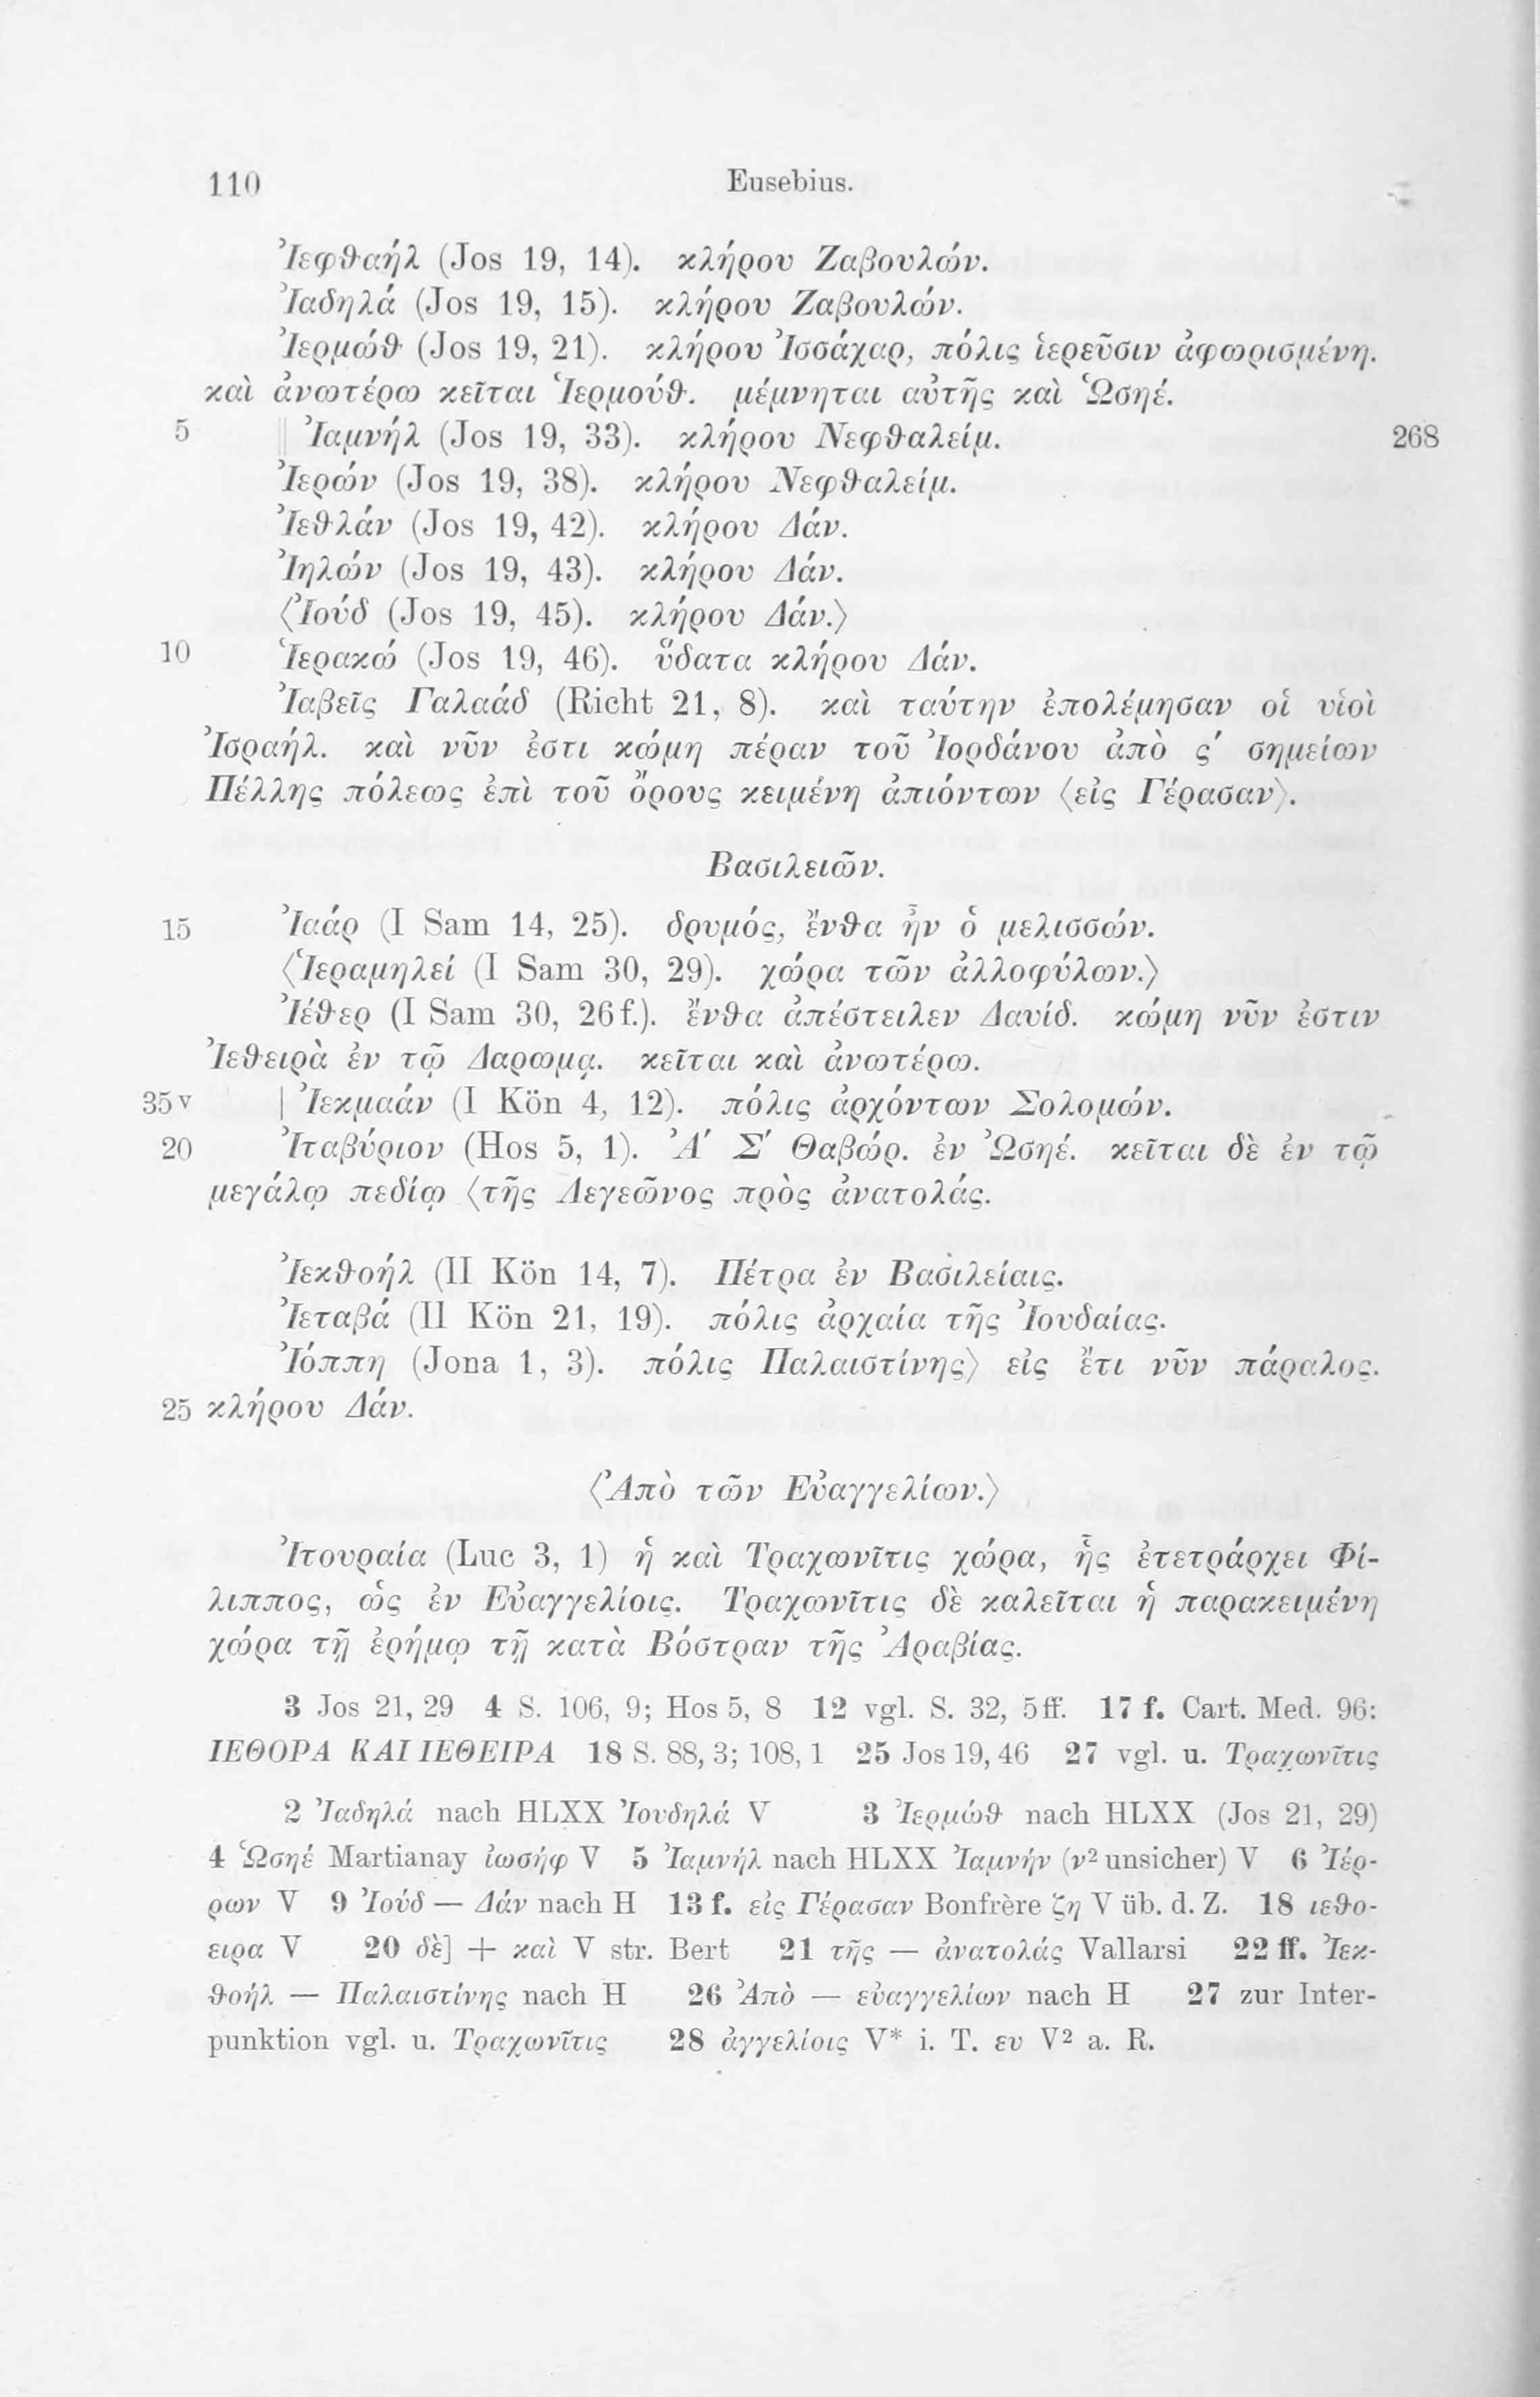 110 Eusebius.
Ἰεφθαήλ (Jos 19, 14). κλήρου Ζαβουλών.
Ἰαδηλά (Jos 19, 15). κλήρου Ζαβουλών.
Ἰερμώθ (Jos 19, 21). κλήρου Ἰσσάχαρ, πόλις ἱερεῦσιν ἀφωρισμένη.
καὶ ἀνωτέρω κεῖται Ἱερμούθ. μέμνηται αὐτῆς καὶ Ὡσηέ.
5 || Ἰαμνήλ (Jos 19, 33). κλήρου Νεφθαλείμ. 268
Ἰερών (Jos 19, 38). κλήρου Νεφθαλείμ.
Ἰεθλάν (Jos 19, 42). κλήρου Δάν.
Ἰηλών (Jos 19, 43). κλήρου Δάν.
〈Ἰούδ (Jos 19, 45). κλήρου Δάν.〉
10 Ἱερακώ (Jos 19, 46). ὕδατα κλήρου Δάν.
Ἰαβεῖς Γαλαάδ (Richt 21, 8). καὶ ταύτην ἐπολέμησαν οἱ υἱοὶ
Ἰσραήλ. καὶ νῦν ἐστι κώμη πέραν τοῦ Ἰορδάνου ἀπὸ ς′ σημείων
Πέλλης πόλεως ἐπὶ τοῦ ὄρους κειμένη ἀπιόντων 〈εἰς Γέρασαν〉.
Βασιλειῶν.
15 Ἰαάρ (I Sam 14, 25). δρυμός, ἔνθα ἦν ὁ μελισσών.
〈Ἱεραμηλεί (I Sam 30, 29). χώρα τῶν ἀλλοφύλων.〉
Ἰέθερ (I Sam 30, 26 f.). ἔνθα ἀπέστειλεν Δαυίδ. κώμη νῦν ἐστιν
Ἰεθειρὰ ἐν τῷ Δαρωμᾳ. κεῖται καὶ ἀνωτέρω.
35 v | Ἰεκμαάν (I Kön 4, 12). πόλις ἀρχόντων Σολομών.
20 Ἰταβύριον (Hos 5, 1). Ἀ′ Σ′ Θαβώρ. ἐν Ὠσηέ. κεῖται δὲ ἐν τῷ
μεγάλῳ πεδίῳ 〈τῆς Λεγεῶνος πρὸς ἀνατολάς.
Ἰεκθοήλ (II Kön 14, 7). Πέτρα ἐν Βασιλείαις.
Ἰεταβά (II Kön 21, 19). πόλις ἀρχαία τῆς Ἰουδαίας.
Ἰόππη (Jona 1, 3). πόλις Παλαιστίνης〉 εἰς ἔτι νῦν πάραλος.
25 κλήρου Δάν.
〈Ἀπὸ τῶν Εὐαγγελίων.〉
Ἰτουραία (Luc 3, 1) ἡ καὶ Τραχωνῖτις χώρα, ἧς ἐτετράρχει Φί-
λιππος, ὡς ἐν Εὐαγγελίοις. Τραχωνῖτις δὲ καλεῖται ἡ παρακειμένη
χώρα τῇ ἐρήμῳ τῇ κατὰ Βόστραν τῆς Ἀραβίας.
3 Jos 21, 29 4 S. 106, 9; Hos 5, 8 12 vgl. S. 32, 5 ff. 17 f. Cart. Med. 96:
ΙΕΘΟΡΑ ΚΑΙ ΙΕΘΕΙΡΑ 18 S. 88, 3; 108, 1 25 Jos 19, 46 27 vgl. u. Τραχωνῖτις
2 Ἰαδηλά nach HLXX Ἰουδηλά V 3 Ἰερμώθ nach HLXX (Jos 21, 29)
4 Ὡσηέ Martianay ἰωσήφ V 5 Ἰαμνήλ nach HLXX Ἰαμνήν (ν² unsicher) V 6 Ἰέρ-
ρων V 9 Ἰούδ — Δάν nach H 13 f. εἰς Γέρασαν Bonfrère ζη V üb. d. Z. 18 ιεθο-
ειρα V 20 δὲ] + καὶ V str. Bert 21 τῆς — ἀνατολάς Vallarsi 22 ff. Ἰεκ-
θοήλ — Παλαιστίνης nach H 26 Ἀπὸ — εὐαγγελίων nach H 27 zur Inter-
punktion vgl. u. Τραχωνῖτις 28 ἀγγελίοις V* i. T. ευ V² a. R.